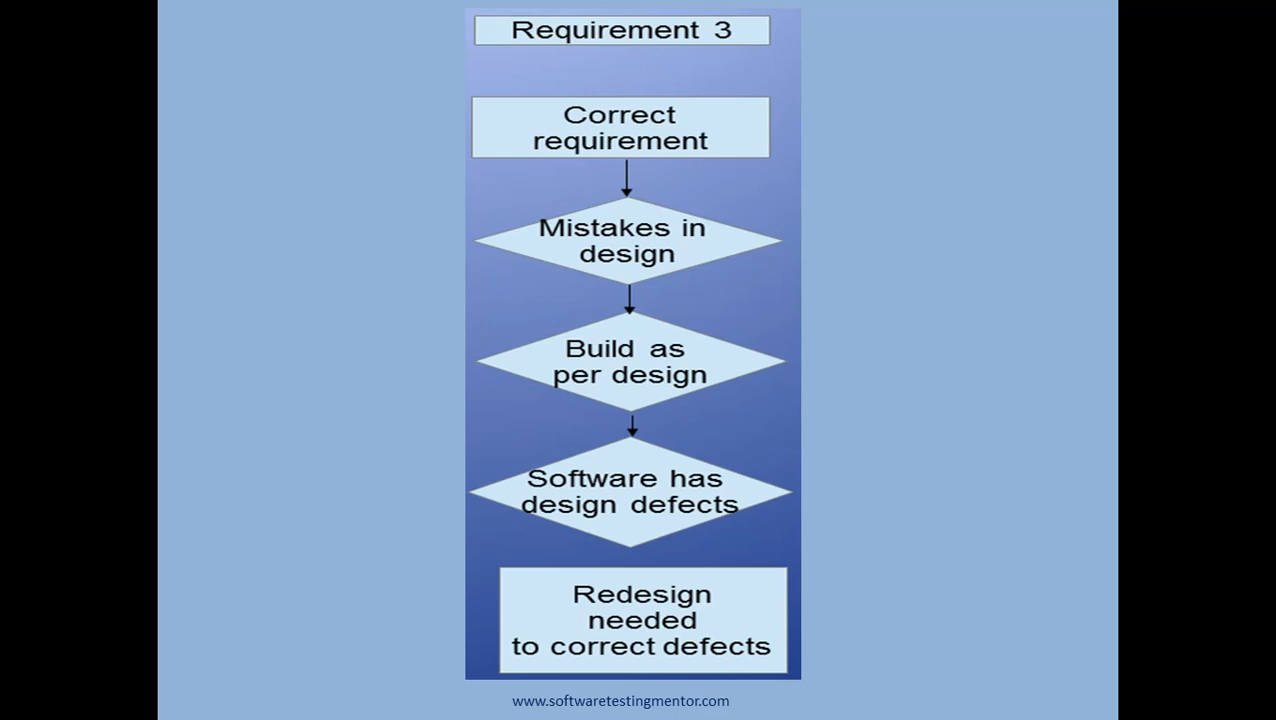 Requirement 3
Correct
requirement
Mistakes in
design
Build as
per design
Software has
design defects
Redesign
needed
to correct defects
www.softwaretestingmentor.com